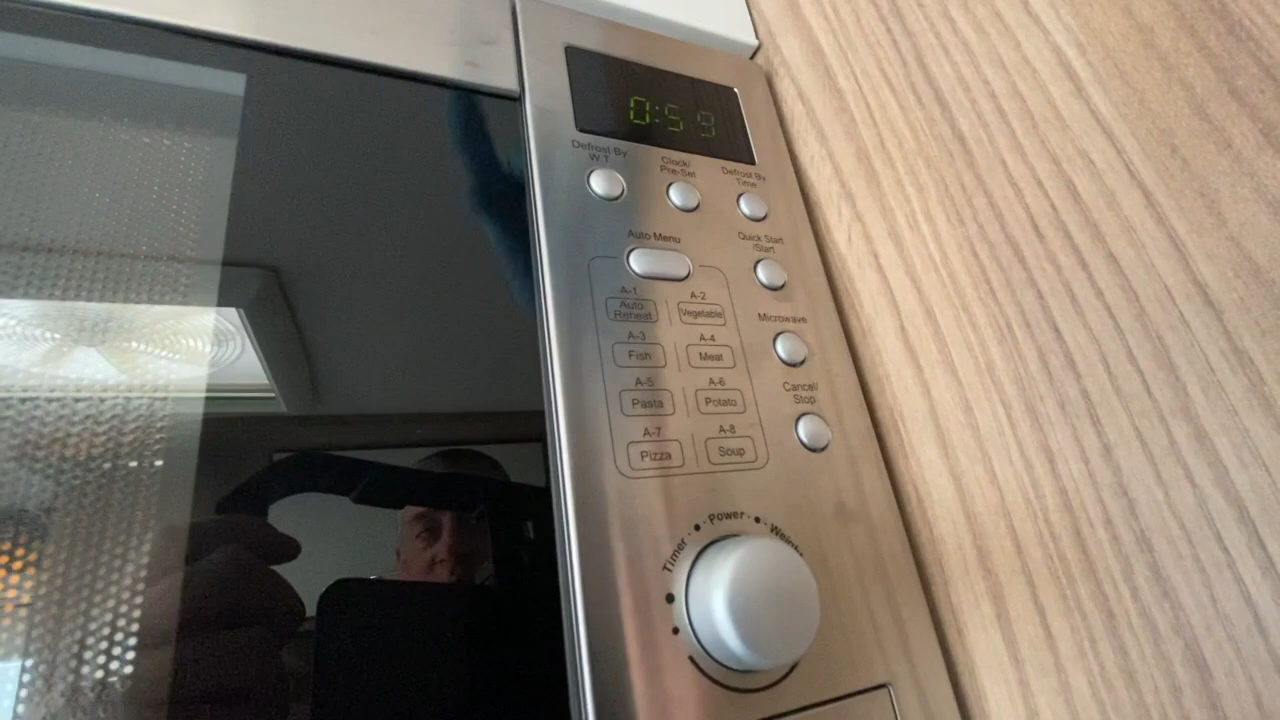 0:59
Defrost By
W T
Clock/
Pre-Set
Defrost By
Time
Auto Menu
Quick Start
/Start
A-1
Auto
Reheat
A-2
Vegetable
Microwave
A-3
Fish
A-4
Meat
Cancel/
Stop
A-5
Pasta
A-6
Potato
A-7
Pizza
A-8
Soup
Timer
Power
Weight